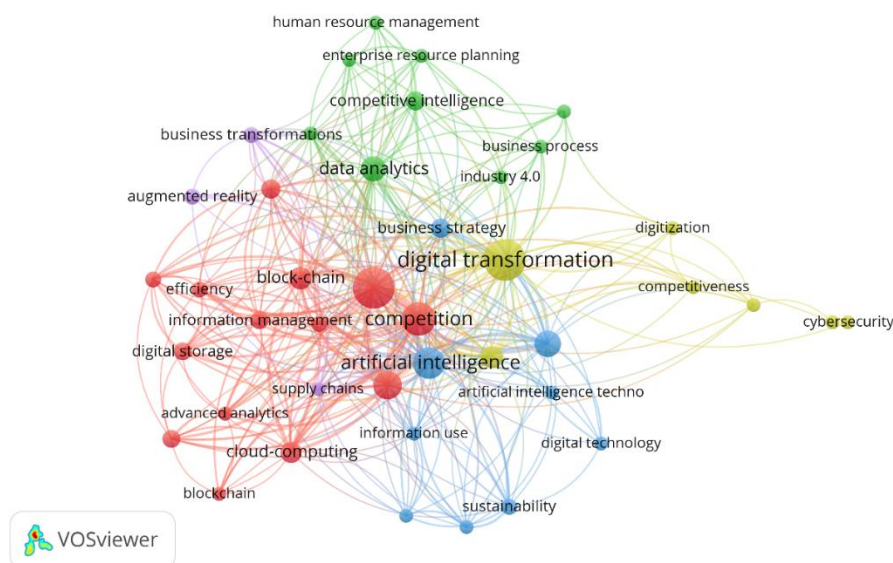 human resource management
enterprise resource planning
competitive intelligence
business transformations
business process
data analytics
industry 4.0
augmented reality
business strategy
digitization
digital transformation
block-chain
competitiveness
efficiency
information management
competition
cybersecurity
digital storage
artificial intelligence
supply chains
artificial intelligence techno
advanced analytics
information use
digital technology
cloud-computing
blockchain
sustainability
VOSviewer